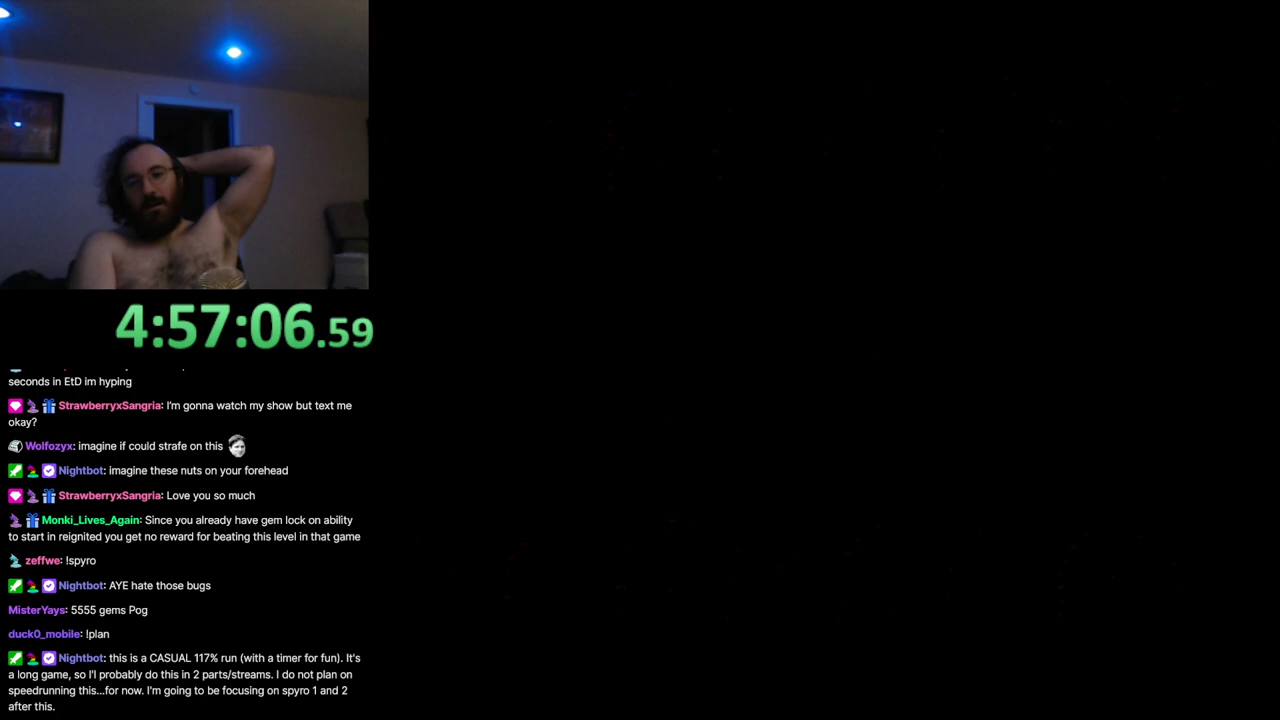 4:57:06.59
seconds in EtD im hyping
StrawberryxSangria: I'm gonna watch my show but text me
okay?
Wolfozyx: imagine if could strafe on this
Nightbot: imagine these nuts on your forehead
StrawberryxSangria: Love you so much
Monki_Lives_Again: Since you already have gem lock on ability
to start in reignited you get no reward for beating this level in that game
zeffwe: !spyro
Nightbot: AYE hate those bugs
MisterYays: 5555 gems Pog
duck0_mobile: !plan
Nightbot: this is a CASUAL 117% run (with a timer for fun). It's
a long game, so I'l probably do this in 2 parts/streams. I do not plan on
speedrunning this...for now. I'm going to be focusing on spyro 1 and 2
after this.